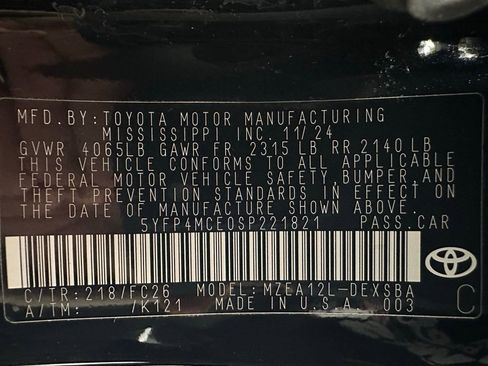 MFD. BY: TOYOTA MOTOR MANUFACTURING
MISSISSIPPI INC. 11/24
GVWR 4065LB GAWR FR 2315 LB RR 2140 LB
THIS VEHICLE CONFORMS TO ALL APPLICABLE
FEDERAL MOTOR VEHICLE SAFETY, BUMPER, AND
THEFT PREVENTION STANDARDS IN EFFECT ON
THE DATE OF MANUFACTURE SHOWN ABOVE.
5YFP4MCE0SP221821 PASS. CAR
C/TR: 218/FC26 MODEL: MZEA12L-DEXSBA
A/TM: /K121 MADE IN U.S.A. 003 C